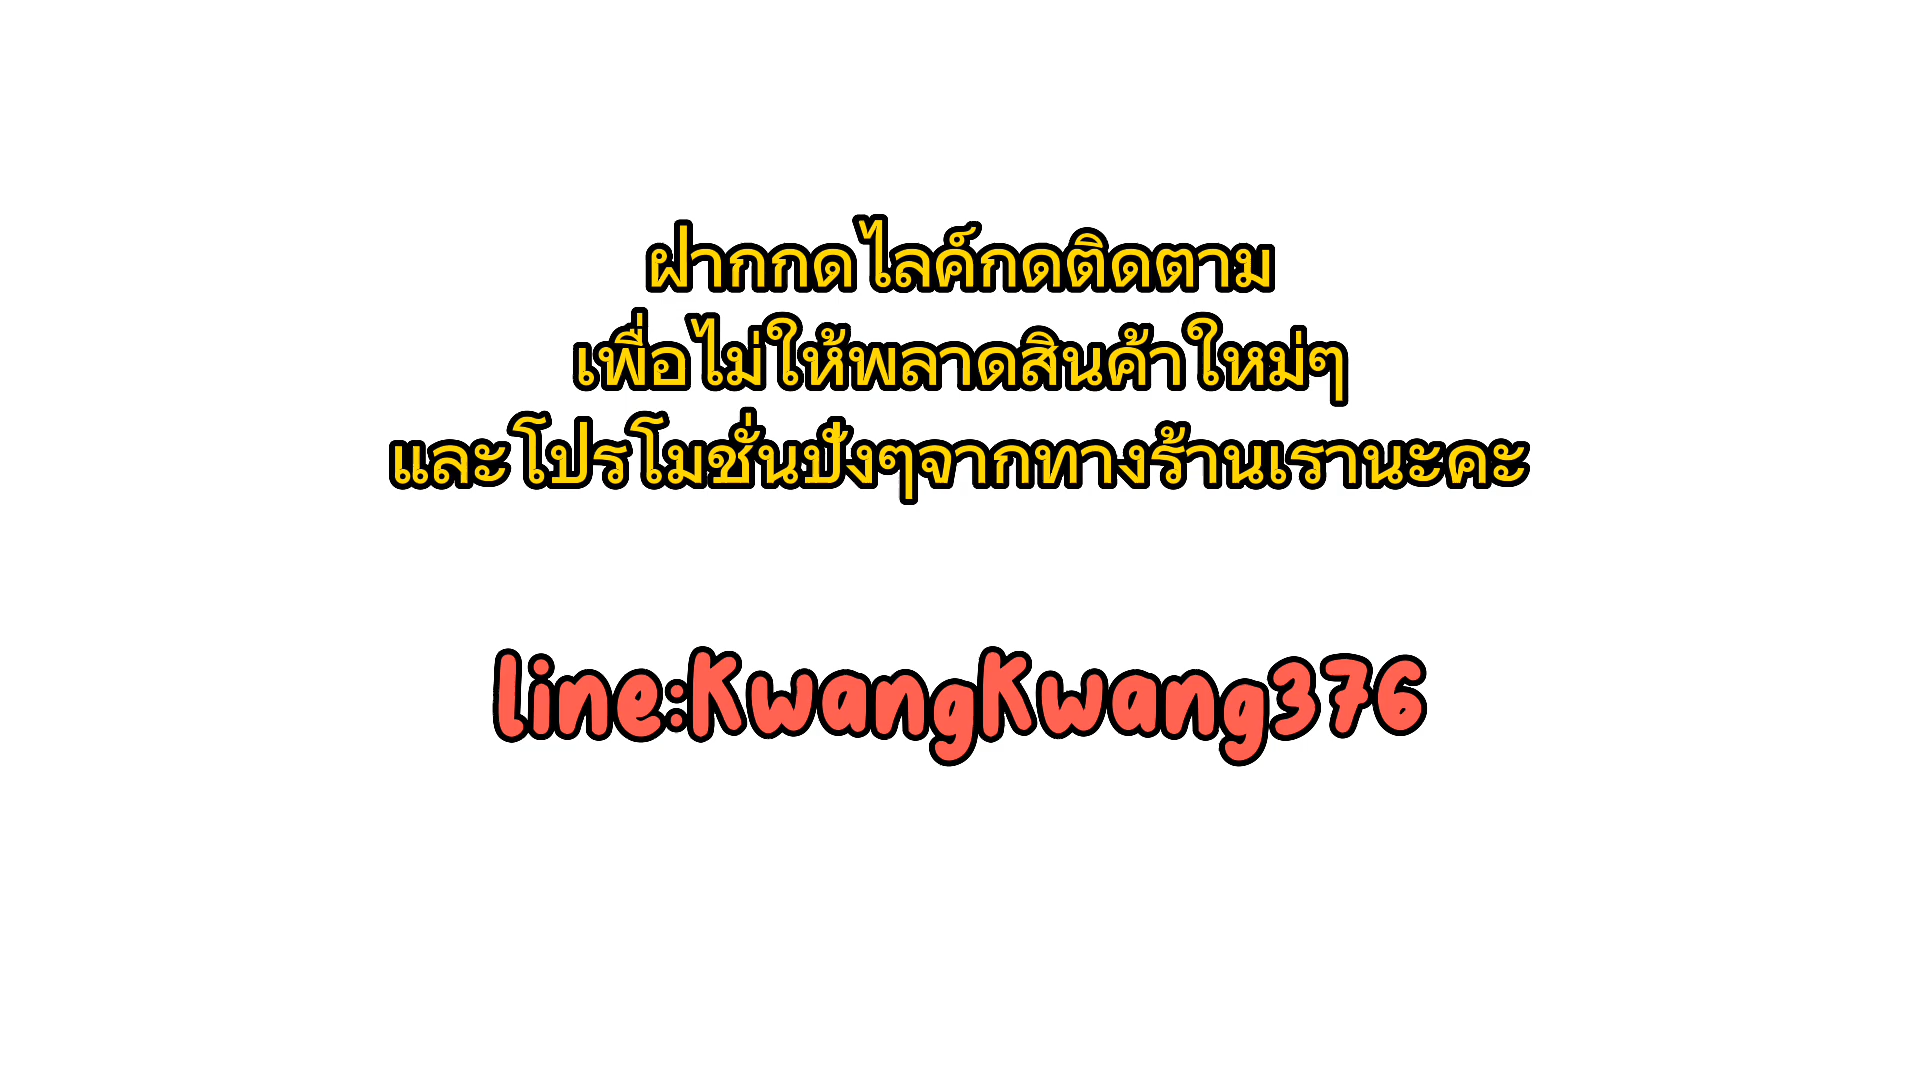 ฝากกดไลค์กดติดตาม
เพื่อไม่ให้พลาดสินค้าใหม่ๆ
และโปรโมชั่นปังๆจากทางร้านเรานะคะ
line:KwangKwang376